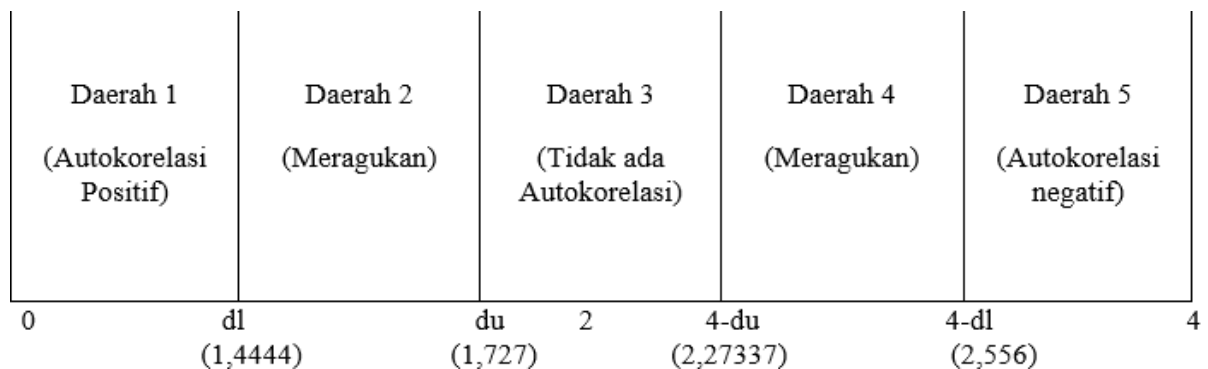 Daerah 1 Daerah 2 Daerah 3 Daerah 4 Daerah 5
(Autokorelasi (Meragukan) (Tidak ada (Meragukan) (Autokorelasi
Positif) Autokorelasi) negatif)
0 dl du 2 4-du 4-dl 4
(1,4444) (1,727) (2,27337) (2,556)